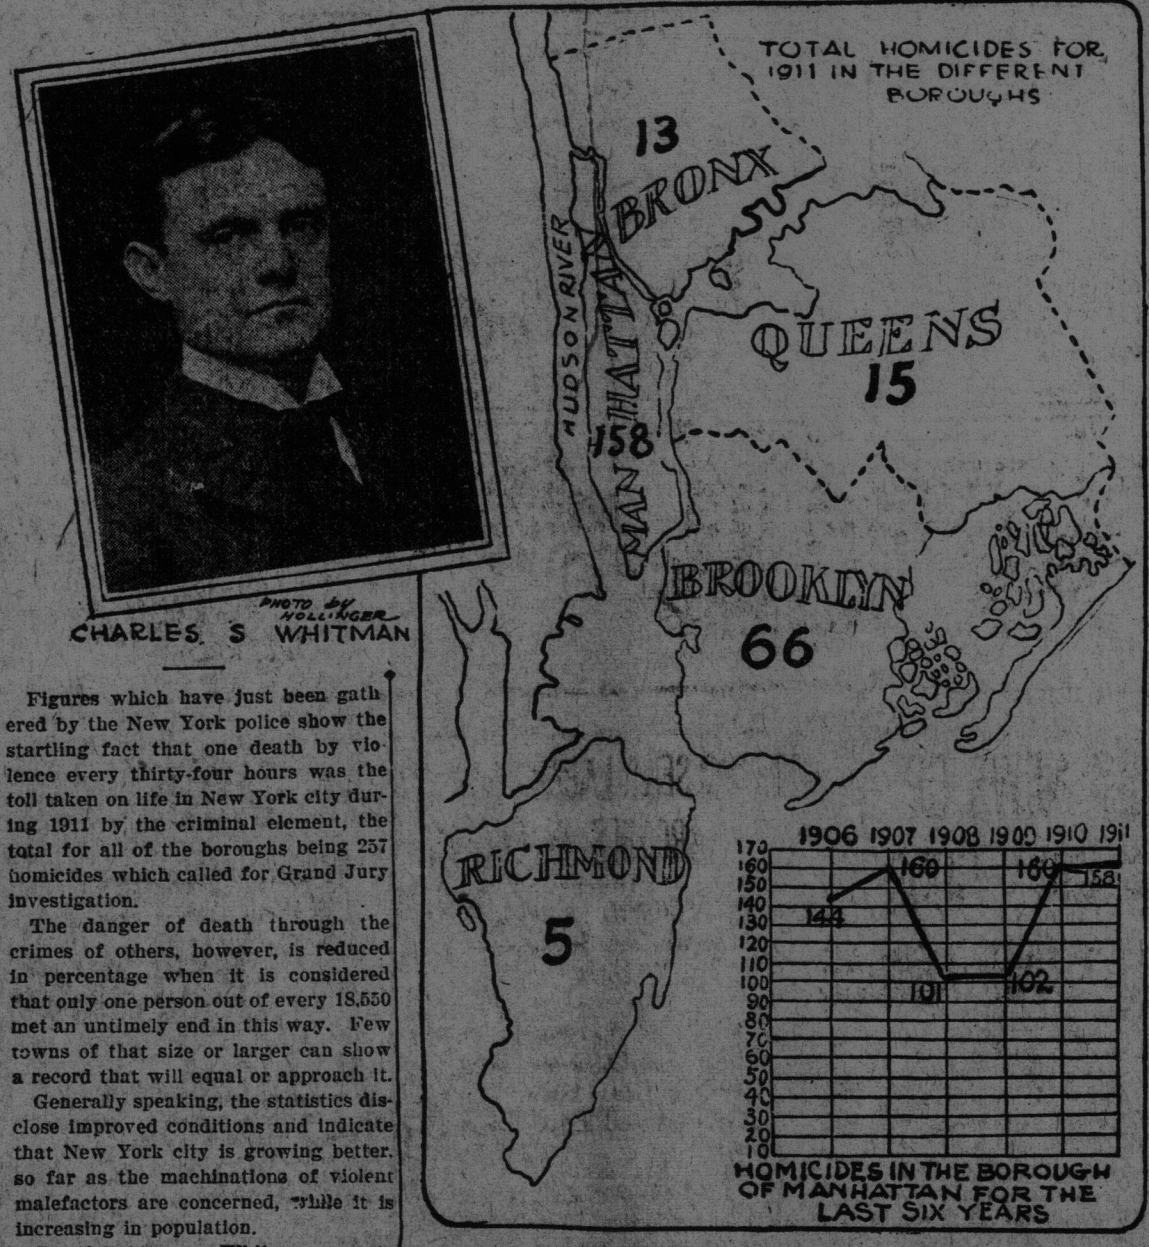 PHOTO by
HOLLINGER
CHARLES S WHITMAN
Figures which have just been gath
ered by the New York police show the
startling fact that one death by vio-
lence every thirty-four hours was the
toll taken on life in New York city dur-
ing 1911 by the criminal element, the
total for all of the boroughs being 257
homicides which called for Grand Jury
investigation.
The danger of death through the
crimes of others, however, is reduced
in percentage when it is considered
that only one person out of every 18,550
met an untimely end in this way. Few
towns of that size or larger can show
a record that will equal or approach it.
Generally speaking, the statistics dis-
close improved conditions and indicate
that New York city is growing better,
so far as the machinations of violent
malefactors are concerned, while it is
increasing in population.
TOTAL HOMICIDES FOR
1911 IN THE DIFFERENT
BOROUGHS
13
BRONX
HUDSON RIVER
MANHATTAN
158
QUEENS
15
BROOKLYN
66
RICHMOND
5
1906 1907 1908 1909 1910 1911
170
160
150
140
130
120
110
100
90
80
70
60
50
40
30
20
10
144
160
101
102
160
158
HOMICIDES IN THE BOROUGH
OF MANHATTAN FOR THE
LAST SIX YEARS